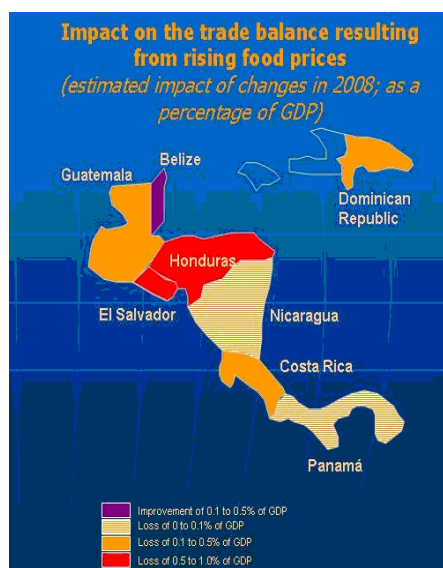 Impact on the trade balance resulting
from rising food prices
(estimated impact of changes in 2008; as a
percentage of GDP)
Belize
Guatemala
Dominican
Republic
Honduras
El Salvador
Nicaragua
Costa Rica
Panamá
Improvement of 0.1 to 0.5% of GDP
Loss of 0 to 0.1% of GDP
Loss of 0.1 to 0.5% of GDP
Loss of 0.5 to 1.0% of GDP